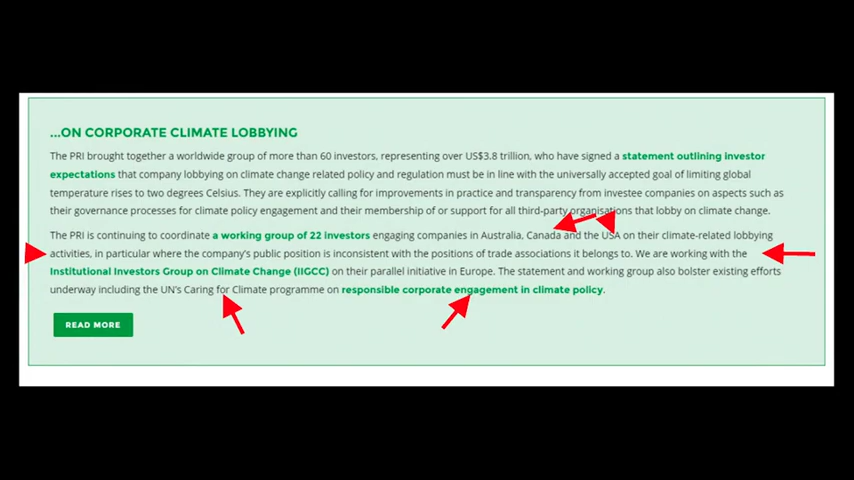 ...ON CORPORATE CLIMATE LOBBYING
The PRI brought together a worldwide group of more than 60 investors, representing over US$3.8 trillion, who have signed a statement outlining investor
expectations that company lobbying on climate change related policy and regulation must be in line with the universally accepted goal of limiting global
temperature rises to two degrees Celsius. They are explicitly calling for improvements in practice and transparency from investee companies on aspects such as
their governance processes for climate policy engagement and their membership of or support for all third-party organisations that lobby on climate change.
The PRI is continuing to coordinate a working group of 22 investors engaging companies in Australia, Canada and the USA on their climate-related lobbying
activities, in particular where the company's public position is inconsistent with the positions of trade associations it belongs to. We are working with the
Institutional Investors Group on Climate Change (IIGCC) on their parallel initiative in Europe. The statement and working group also bolster existing efforts
underway including the UN's Caring for Climate programme on responsible corporate engagement in climate policy.
READ MORE